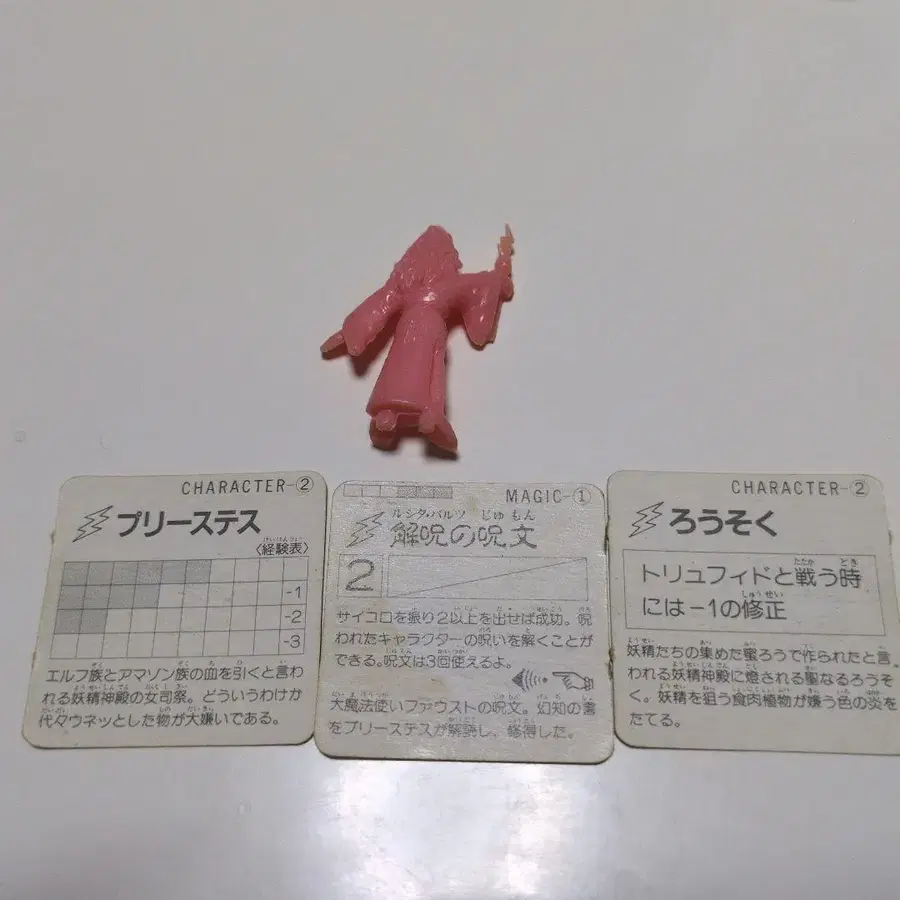 CHARACTER-②
プリーステス
〈経験表〉
-1
-2
-3
エルフ族とアマゾン族の血を引くと言わ
れる妖精神殿の女司祭。どういうわけか
代々ウネッとした物が大嫌いである。
MAGIC-①
ルシタ・パルツ じゅもん
解呪の呪文
2
サイコロを振り2以上を出せば成功。呪
われたキャラクターの呪いを解くことが
できる。呪文は3回使えるよ。
大魔法使いファウストの呪文。幻知の書
をプリーステスが解読し、修得した。
CHARACTER-②
ろうそく
トリュフィドと戦う時
には-1の修正
妖精たちの集めた蜜ろうで作られたと言
われる妖精神殿に燈される聖なるろうそ
く。妖精を狙う食肉植物が嫌う色の炎を
たてる。